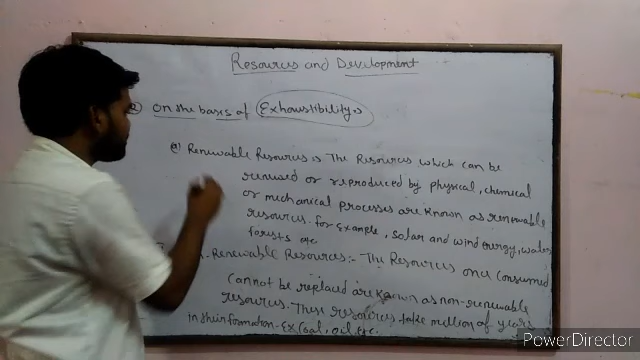 Resources and Development
② On the basis of Exhaustibility
(a) Renewable Resources is The Resources which can be
renewed or reproduced by physical, chemical
or mechanical processes are known as renewable
resources. for Example, solar and wind energy, water
forests etc
Renewable Resources:- The Resources once Consumed
Cannot be replaced are known as non-renewable
resources. These resources take million of years
in their formation. Ex Coal, oil, etc.
PowerDirector